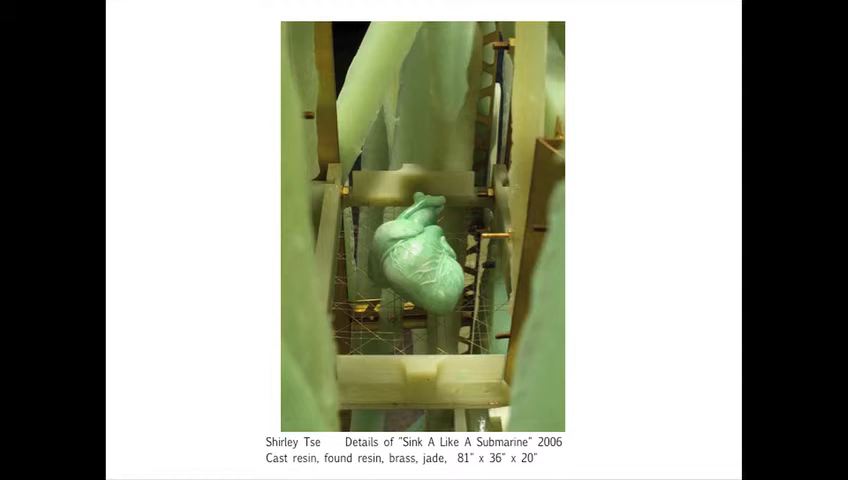 Shirley Tse Details of "Sink A Like A Submarine" 2006
Cast resin, found resin, brass, jade, 81" x 36" x 20"